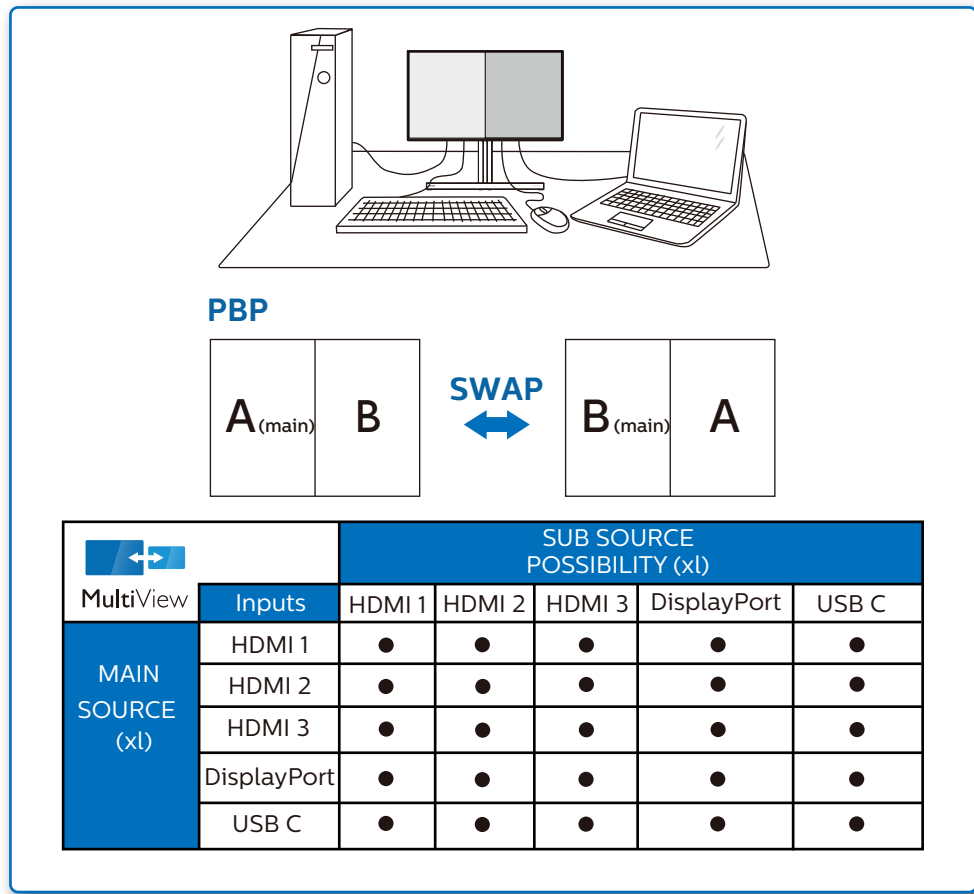 PBP
A (main) B
SWAP
B (main) A
MultiView
SUB SOURCE
POSSIBILITY (xl)
Inputs HDMI 1 HDMI 2 HDMI 3 DisplayPort USB C
MAIN
SOURCE
(xl)
HDMI 1 ● ● ● ● ●
HDMI 2 ● ● ● ● ●
HDMI 3 ● ● ● ● ●
DisplayPort ● ● ● ● ●
USB C ● ● ● ● ●